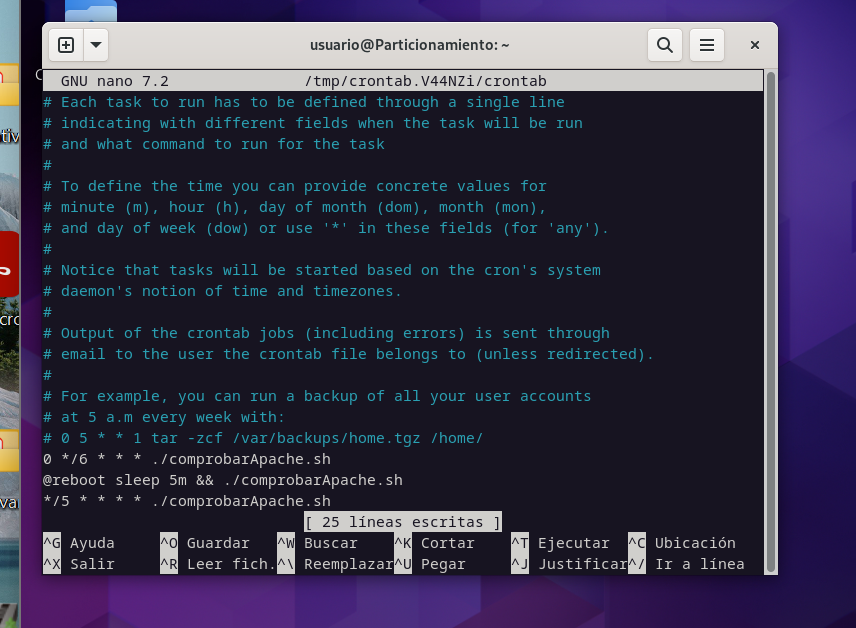 usuario@Particionamiento: ~
GNU nano 7.2 /tmp/crontab.V44NZi/crontab
# Each task to run has to be defined through a single line
# indicating with different fields when the task will be run
# and what command to run for the task
#
# To define the time you can provide concrete values for
# minute (m), hour (h), day of month (dom), month (mon),
# and day of week (dow) or use '*' in these fields (for 'any').
#
# Notice that tasks will be started based on the cron's system
# daemon's notion of time and timezones.
#
# Output of the crontab jobs (including errors) is sent through
# email to the user the crontab file belongs to (unless redirected).
#
# For example, you can run a backup of all your user accounts
# at 5 a.m every week with:
# 0 5 * * 1 tar -zcf /var/backups/home.tgz /home/
0 */6 * * * ./comprobarApache.sh
@reboot sleep 5m && ./comprobarApache.sh
*/5 * * * * ./comprobarApache.sh
[ 25 líneas escritas ]
^G Ayuda ^O Guardar ^W Buscar ^K Cortar ^T Ejecutar ^C Ubicación
^X Salir ^R Leer fich. ^\ Reemplazar ^U Pegar ^J Justificar ^/ Ir a línea